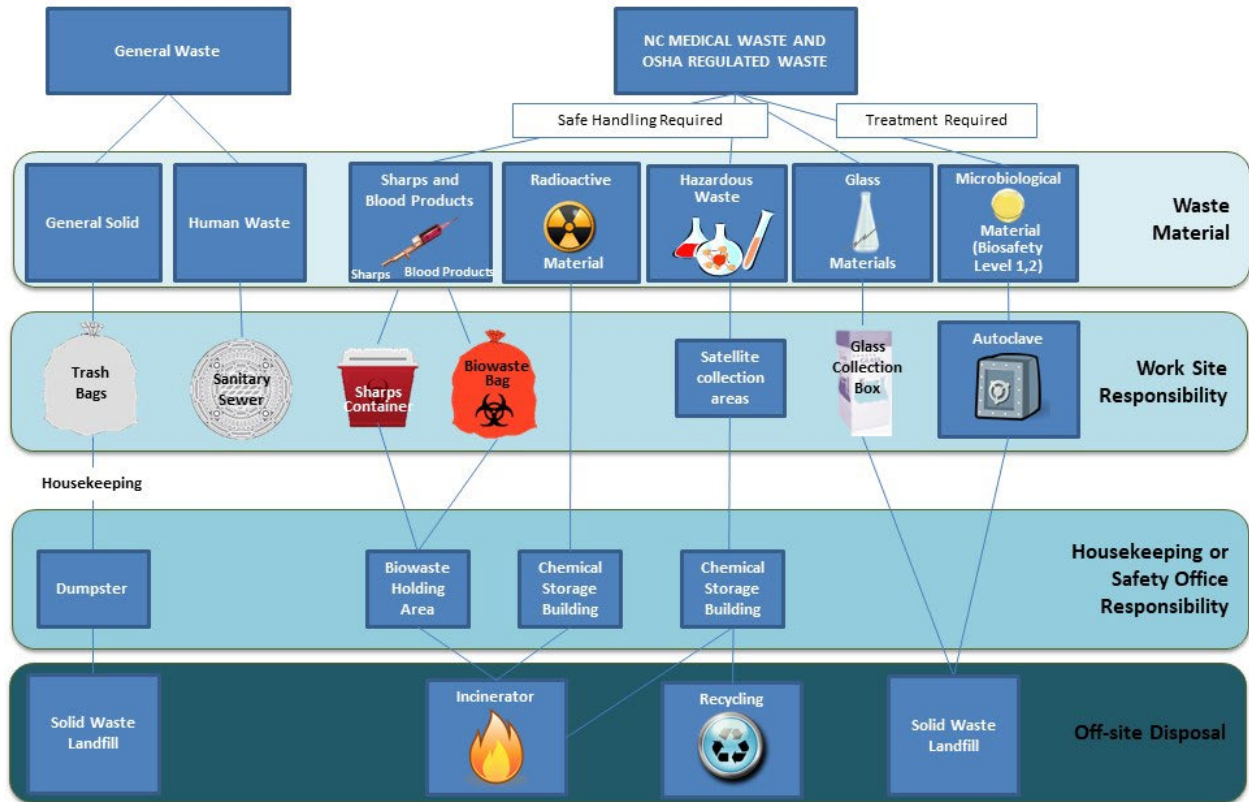 General Waste
NC MEDICAL WASTE AND
OSHA REGULATED WASTE
Safe Handling Required
Treatment Required
General Solid
Human Waste
Sharps and
Blood Products
Sharps
Blood Products
Radioactive
Material
Hazardous
Waste
Glass
Materials
Microbiological
Material
(Biosafety
Level 1,2)
Waste
Material
Trash
Bags
Sanitary
Sewer
Sharps
Container
Biowaste
Bag
Satellite
collection
areas
Glass
Collection
Box
Autoclave
Work Site
Responsibility
Housekeeping
Dumpster
Biowaste
Holding
Area
Chemical
Storage
Building
Chemical
Storage
Building
Housekeeping or
Safety Office
Responsibility
Solid Waste
Landfill
Incinerator
Recycling
Solid Waste
Landfill
Off-site Disposal